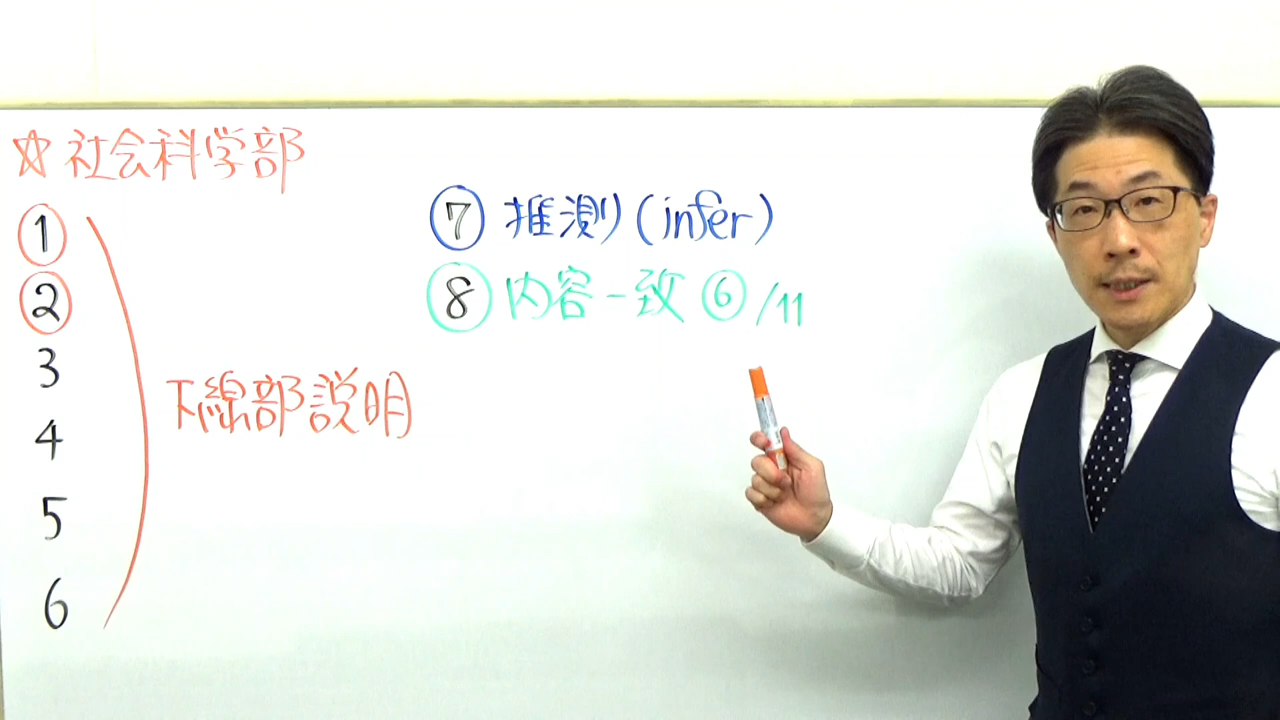 ☆社会科学部
①
②
3
4
5
6
下線部説明
⑦ 推測(infer)
⑧ 内容一致 ⑥/11